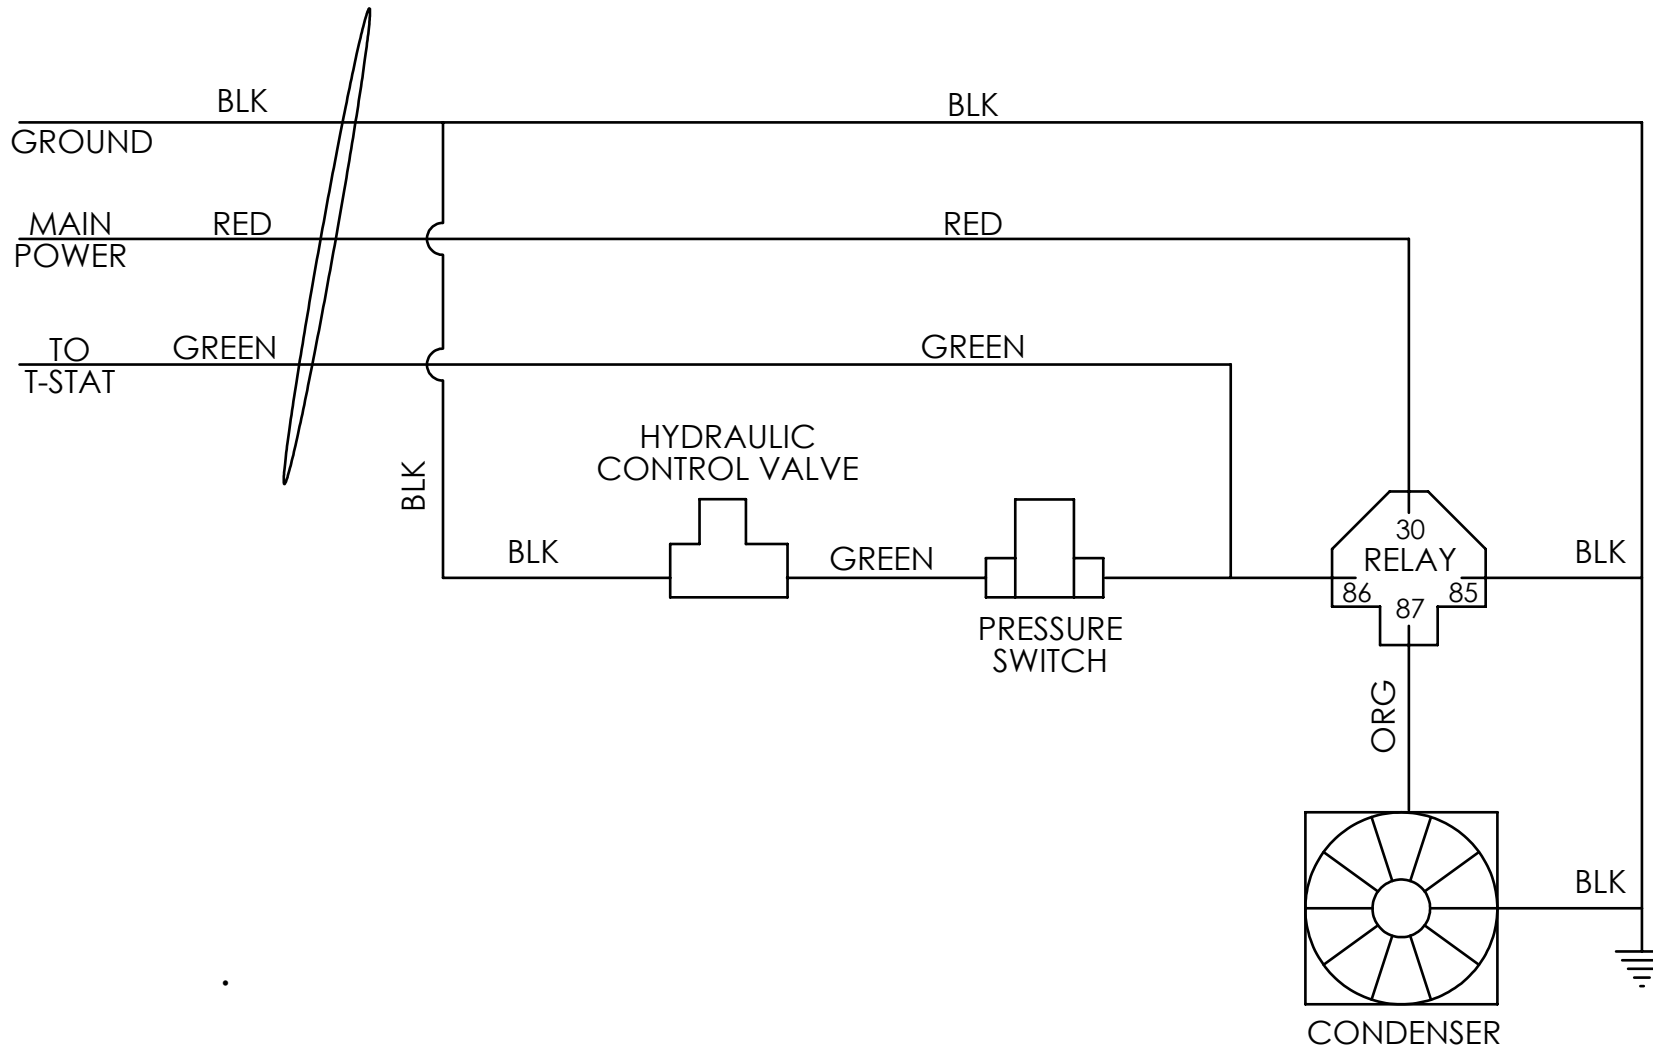 BLK
BLK
GROUND
MAIN
RED
RED
POWER
TO
GREEN
GREEN
T-STAT
HYDRAULIC
CONTROL VALVE
BLK
BLK
GREEN
30
RELAY
BLK
86
87
85
PRESSURE
SWITCH
ORG
BLK
CONDENSER